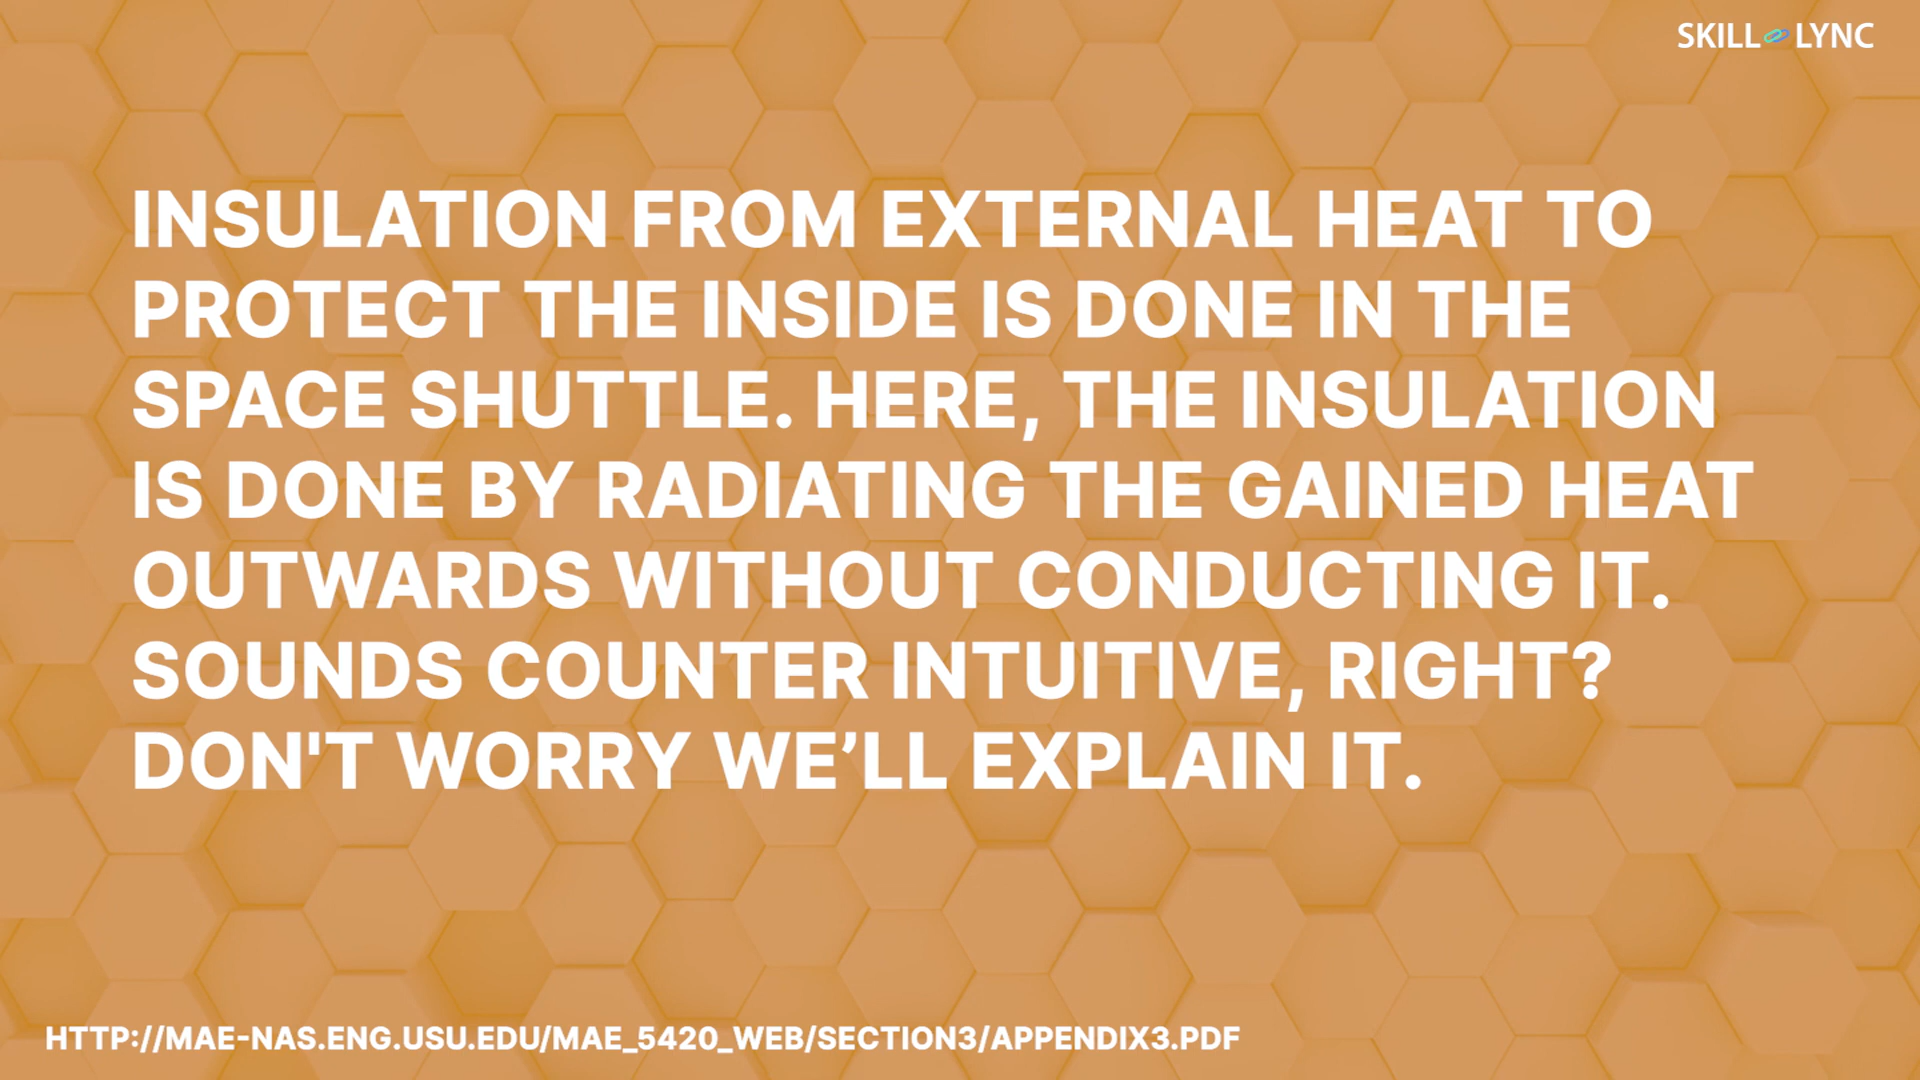 SKILL LYNC
INSULATION FROM EXTERNAL HEAT TO
PROTECT THE INSIDE IS DONE IN THE
SPACE SHUTTLE. HERE, THE INSULATION
IS DONE BY RADIATING THE GAINED HEAT
OUTWARDS WITHOUT CONDUCTING IT.
SOUNDS COUNTER INTUITIVE, RIGHT?
DON'T WORRY WE’LL EXPLAIN IT.
HTTP://MAE-NAS.ENG.USU.EDU/MAE_5420_WEB/SECTION3/APPENDIX3.PDF